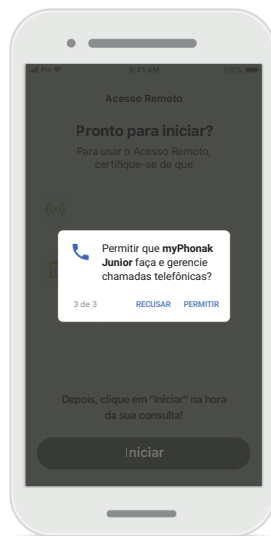 PH
9:41 AM
100%
Acesso Remoto
Pronto para iniciar?
Para usar o Acesso Remoto,
certifique-se de que
Permitir que myPhonak
Junior faça e gerencie
chamadas telefônicas?
3 de 3 RECUSAR PERMITIR
Depois, clique em "Iniciar" na hora
da sua consulta!
Iniciar